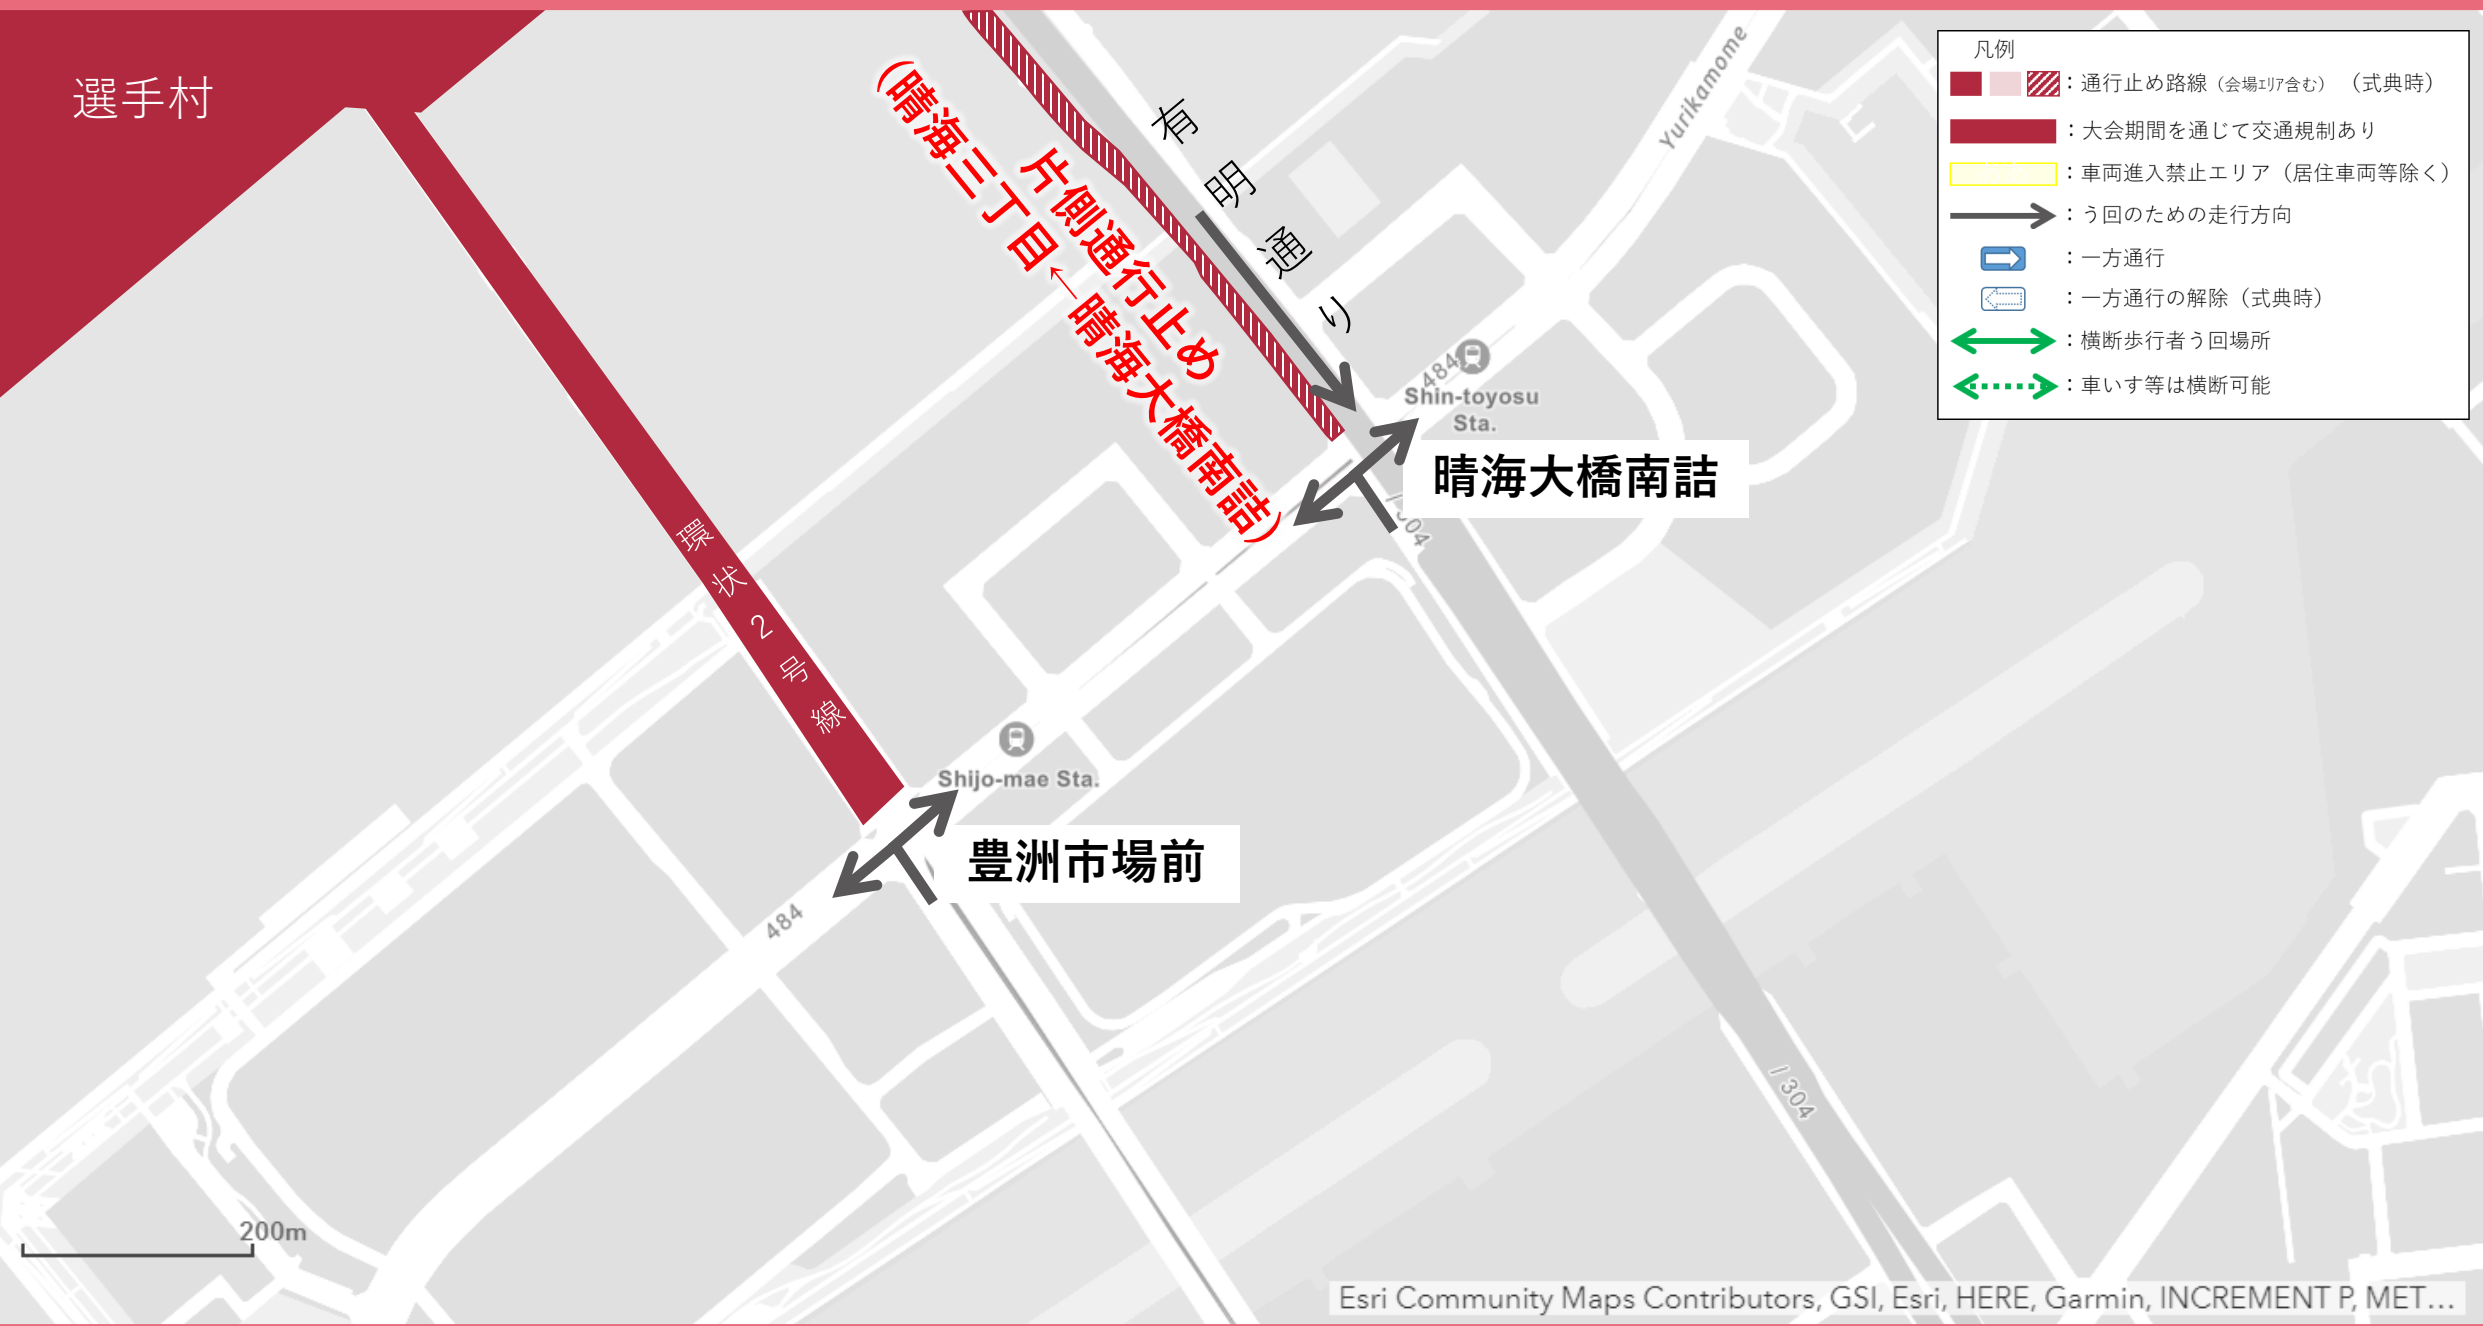 選手村
有明通り
片側通行止め
(晴海三丁目←晴海大橋南詰)
環状2号線
Yurikamome
484
Shin-toyosu
Sta.
晴海大橋南詰
Shijo-mae Sta.
豊洲市場前
484
/ 304
200m
凡例
：通行止め路線（会場エリア含む）（式典時）
：大会期間を通じて交通規制あり
：車両進入禁止エリア（居住車両等除く）
：う回のための走行方向
：一方通行
：一方通行の解除（式典時）
：横断歩行者う回場所
：車いす等は横断可能
Esri Community Maps Contributors, GSI, Esri, HERE, Garmin, INCREMENT P, MET...